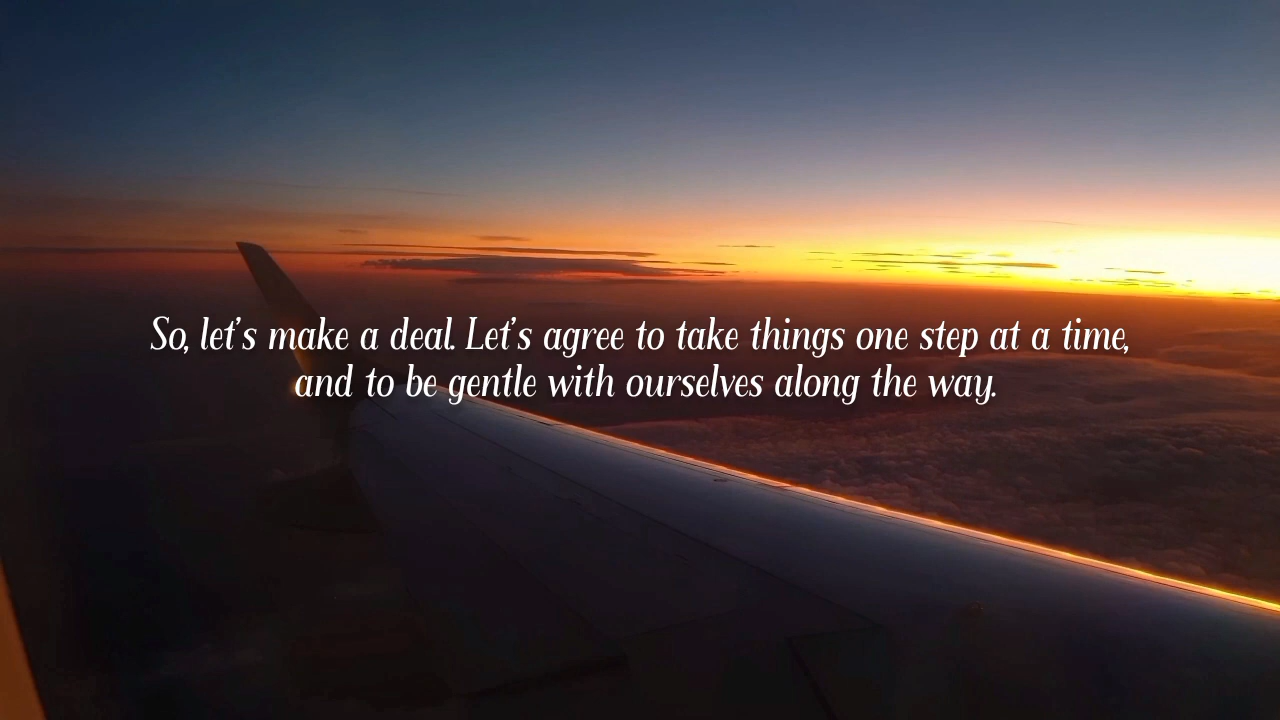 So, let's make a deal. Let's agree to take things one step at a time,
and to be gentle with ourselves along the way.